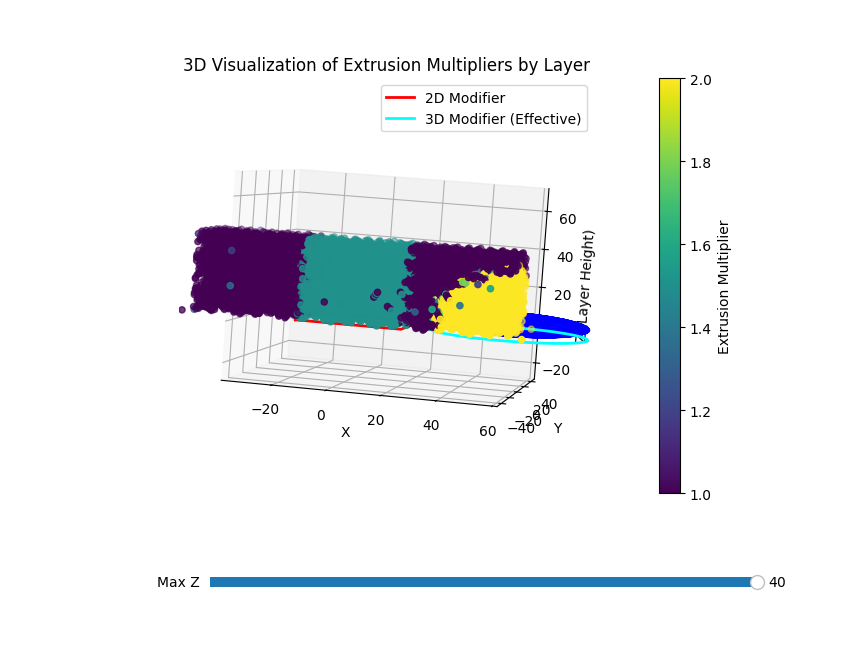 3D Visualization of Extrusion Multipliers by Layer
2D Modifier
3D Modifier (Effective)
2.0
1.8
1.6
1.4
1.2
1.0
Extrusion Multiplier
60
40
20
−20
Layer Height)
−20
0
20
40
60
X
40
20
0
−20
−40
Y
Max Z
40